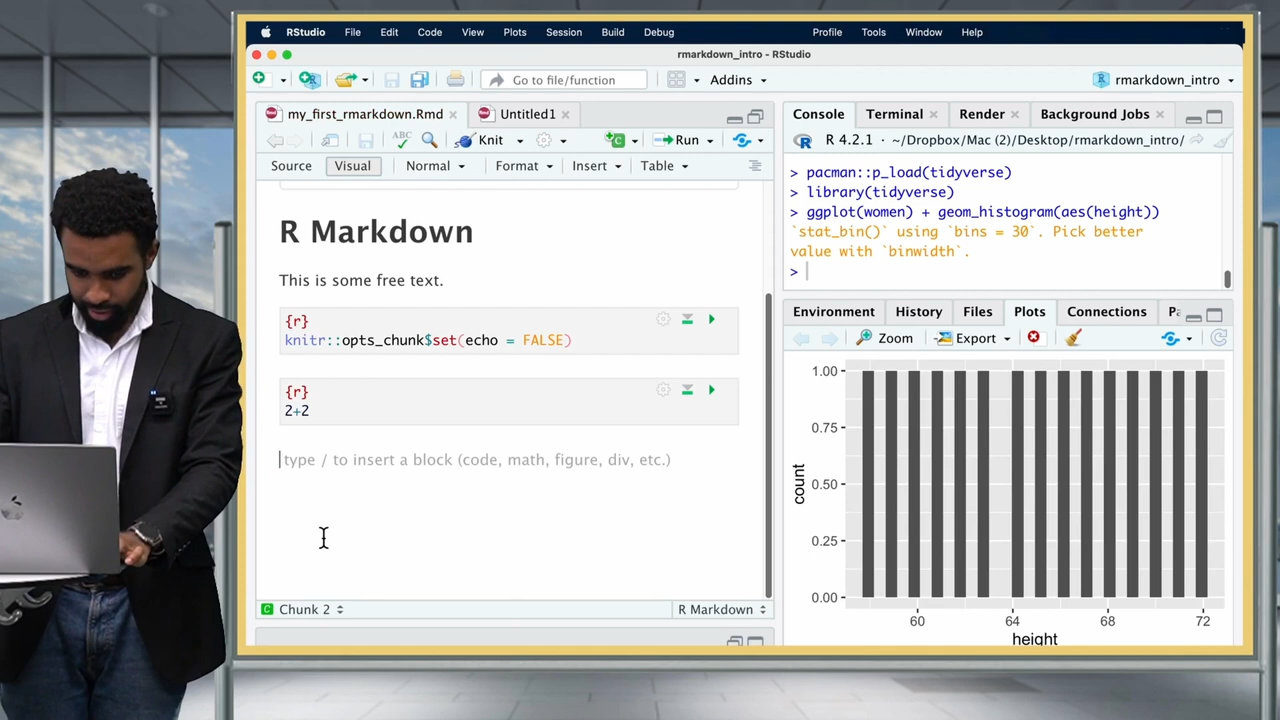 RStudio File Edit Code View Plots Session Build Debug Profile Tools Window Help
rmarkdown_intro - RStudio
Go to file/function Addins rmarkdown_intro
my_first_rmarkdown.Rmd Untitled1
ABC Knit Run
Source Visual Normal Format Insert Table
R Markdown
This is some free text.
{r}
knitr::opts_chunk$set(echo = FALSE)
{r}
2+2
type / to insert a block (code, math, figure, div, etc.)
Chunk 2 R Markdown
Console Terminal Render Background Jobs
R 4.2.1 · ~/Dropbox/Mac (2)/Desktop/rmarkdown_intro/
> pacman::p_load(tidyverse)
> library(tidyverse)
> ggplot(women) + geom_histogram(aes(height))
`stat_bin()` using `bins = 30`. Pick better
value with `binwidth`.
>
Environment History Files Plots Connections
Zoom Export
1.00
0.75
0.50
0.25
0.00
count
60 64 68 72
height